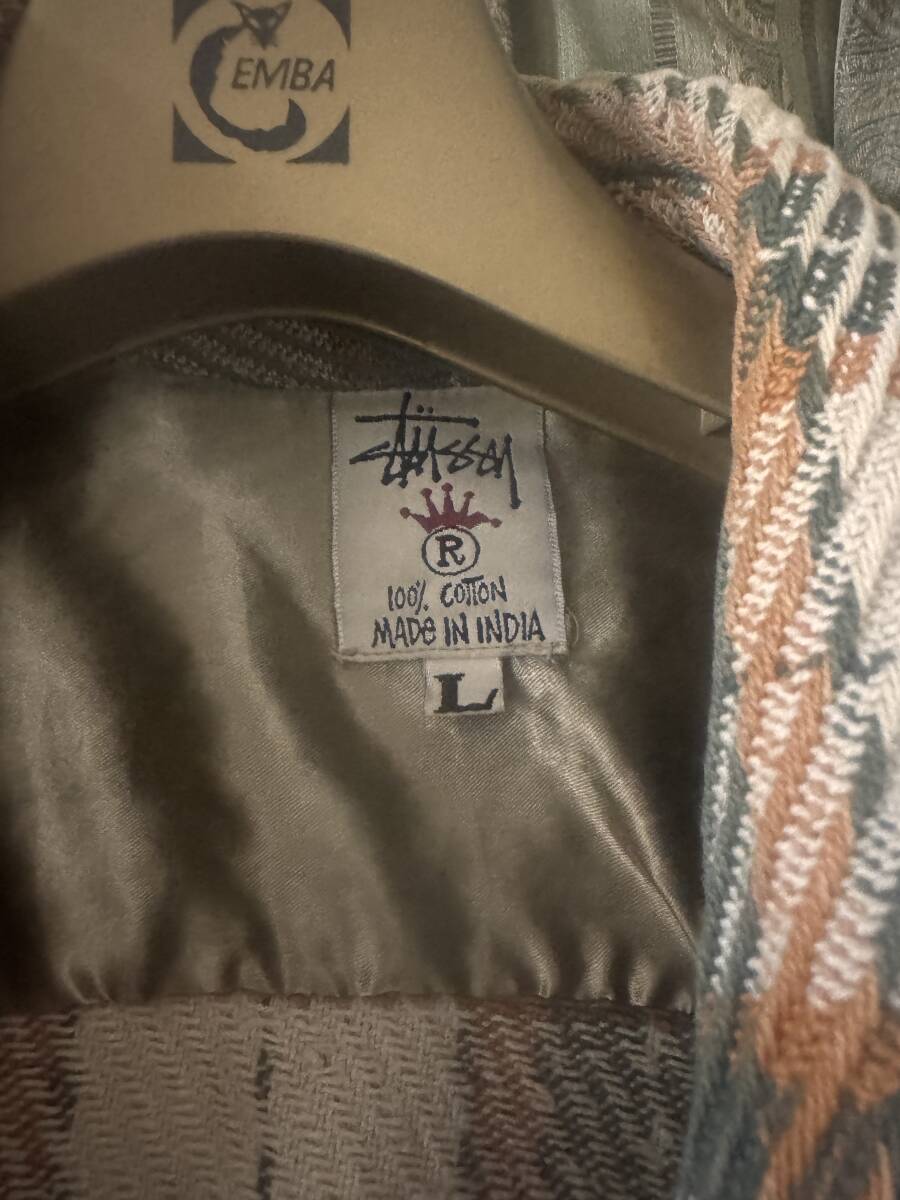 EMBA
Stüssy
R
100% COTTON
MADe IN INDIA
L